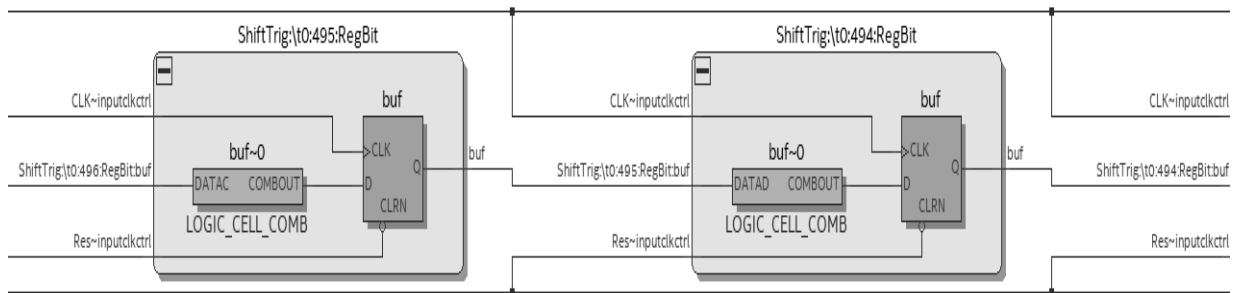 ShiftTrig:\t0:495:RegBit
ShiftTrig:\t0:494:RegBit
CLK~inputclkctrl
buf
CLK~inputclkctrl
buf
CLK~inputclkctrl
buf~0
CLK
Q
buf
buf~0
CLK
Q
buf
ShiftTrig:\t0:496:RegBit:buf
DATAC COMBOUT
D
ShiftTrig:\t0:495:RegBit:buf
DATAD COMBOUT
D
ShiftTrig:\t0:494:RegBit:buf
CLRN
CLRN
LOGIC_CELL_COMB
LOGIC_CELL_COMB
Res~inputclkctrl
Res~inputclkctrl
Res~inputclkctrl